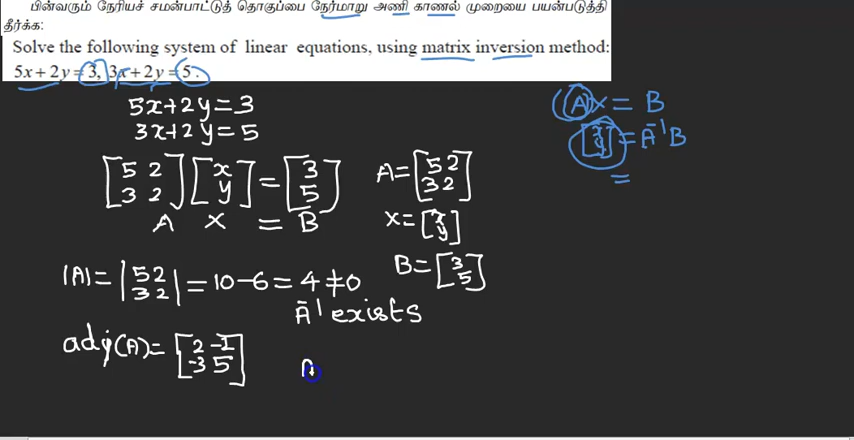 பின்வரும் நேரியச் சமன்பாட்டுத் தொகுப்பை நேர்மாறு அணி காணல் முறையை பயன்படுத்தி
தீர்க்க:
Solve the following system of linear equations, using matrix inversion method:
5x + 2y = 3, 3x + 2y = 5.
5x+2y=3
3x+2y=5
[5 2 3 2] [x y] = [3 5]
A X = B
A = [5 2 3 2]
X = [x y]
B = [3 5]
|A| = |5 2 3 2| = 10-6 = 4 ≠ 0
A⁻¹ exists
adj(A) = [2 -2 -3 5]
AX = B
[x y] = A⁻¹B
=